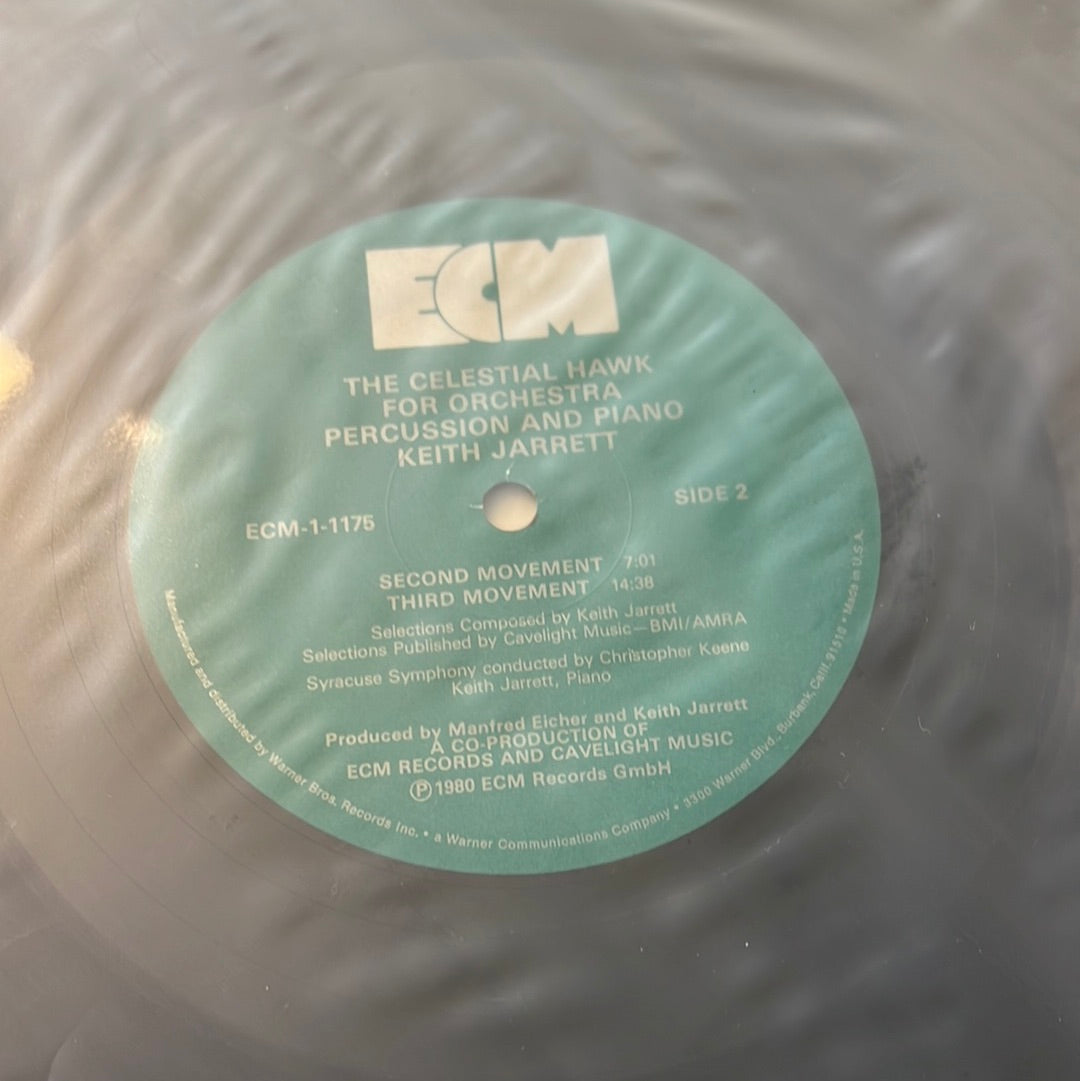 ECM
THE CELESTIAL HAWK
FOR ORCHESTRA
PERCUSSION AND PIANO
KEITH JARRETT
ECM-1-1175
SIDE 2
SECOND MOVEMENT 7:01
THIRD MOVEMENT 14:38
Selections Composed by Keith Jarrett
Selections Published by Cavelight Music—BMI/AMRA
Syracuse Symphony conducted by Christopher Keene
Keith Jarrett, Piano
Produced by Manfred Eicher and Keith Jarrett
A CO-PRODUCTION OF
ECM RECORDS AND CAVELIGHT MUSIC
Ⓟ1980 ECM Records GmbH
Manufactured and distributed by Warner Bros. Records Inc. • a Warner Communications Company • 3300 Warner Blvd., Burbank, Calif. 91510 • Made in U.S.A.